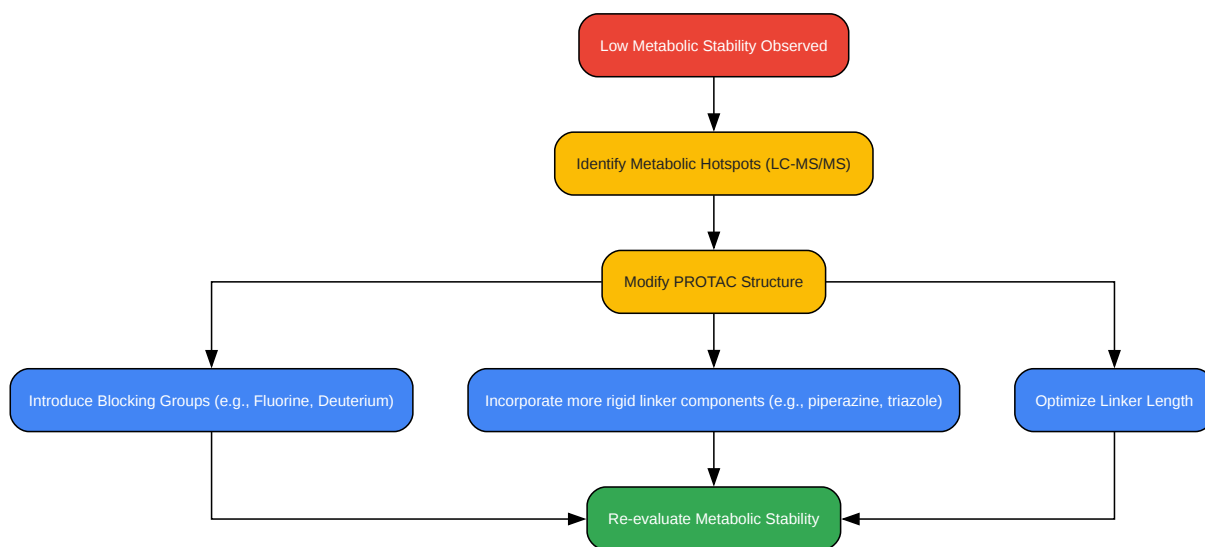 Low Metabolic Stability Observed
Identify Metabolic Hotspots (LC-MS/MS)
Modify PROTAC Structure
Introduce Blocking Groups (e.g., Fluorine, Deuterium)
Incorporate more rigid linker components (e.g., piperazine, triazole)
Optimize Linker Length
Re-evaluate Metabolic Stability